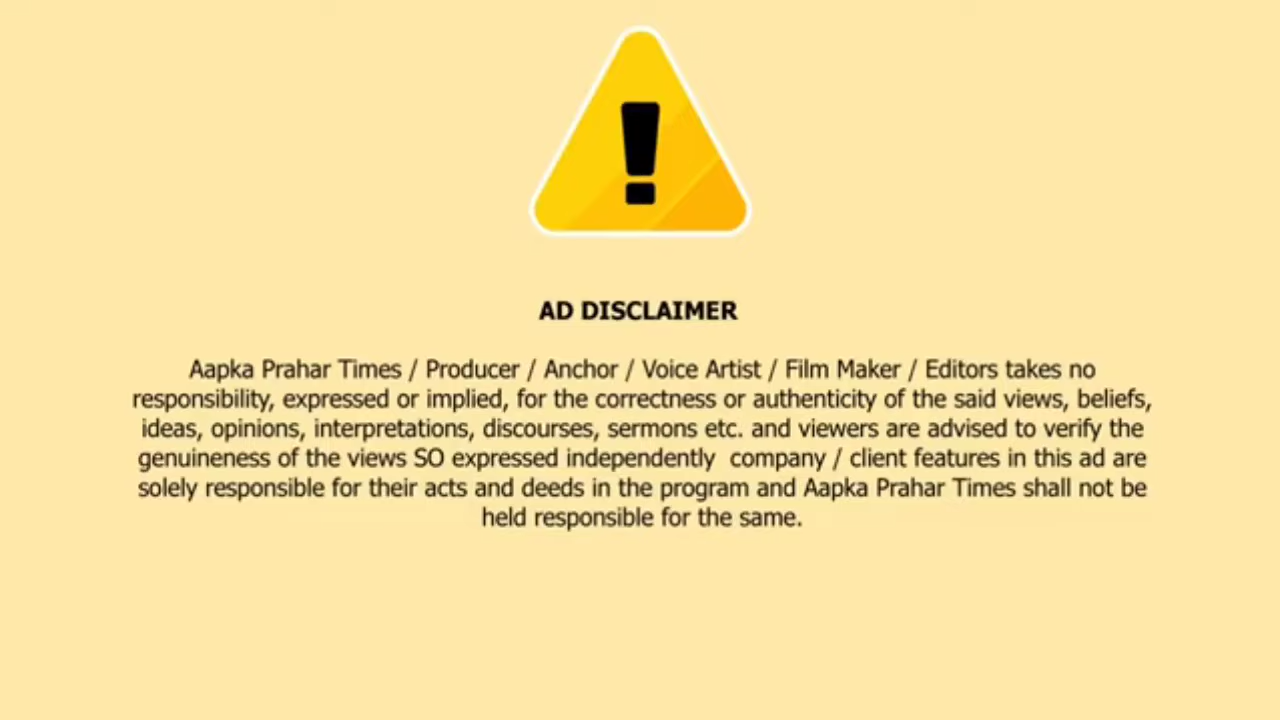 AD DISCLAIMER
Aapka Prahar Times / Producer / Anchor / Voice Artist / Film Maker / Editors takes no
responsibility, expressed or implied, for the correctness or authenticity of the said views, beliefs,
ideas, opinions, interpretations, discourses, sermons etc. and viewers are advised to verify the
genuineness of the views SO expressed independently  company / client features in this ad are
solely responsible for their acts and deeds in the program and Aapka Prahar Times shall not be
held responsible for the same.